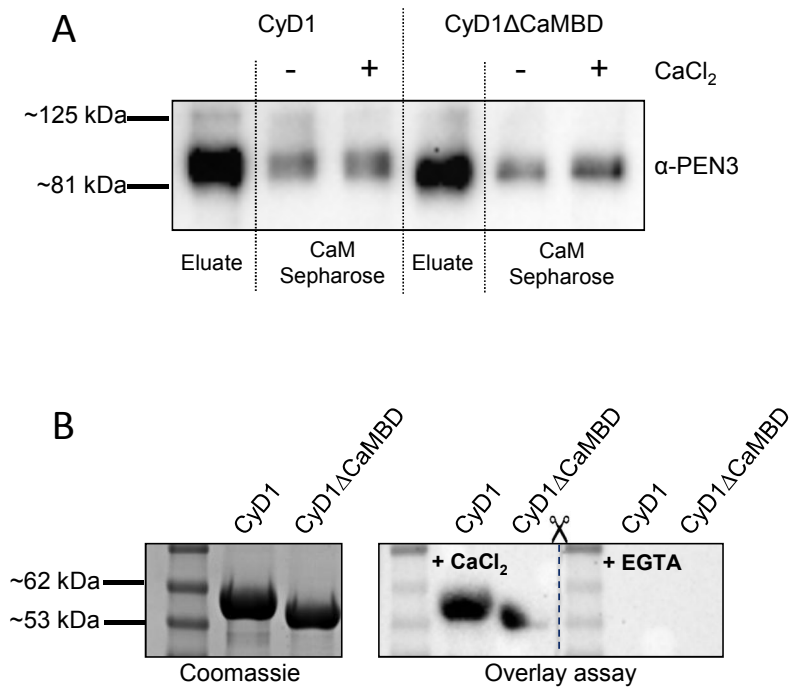 A
CyD1 CyD1ΔCaMBD
- + - + CaCl2
~125 kDa
~81 kDa
α-PEN3
Eluate CaM Sepharose Eluate CaM Sepharose
B
CyD1 CyD1ΔCaMBD CyD1 CyD1ΔCaMBD CyD1 CyD1ΔCaMBD
+ CaCl2 + EGTA
~62 kDa
~53 kDa
Coomassie Overlay assay